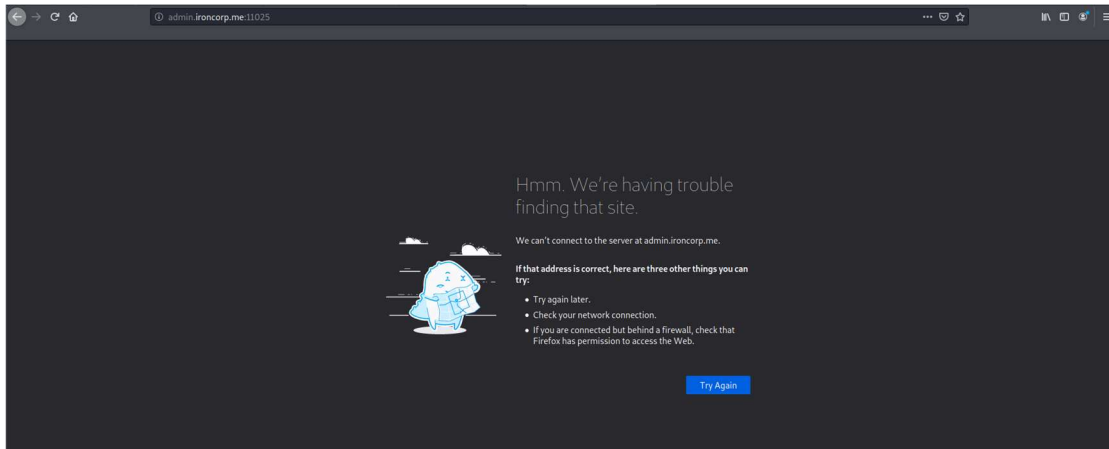 admin.ironcorp.me:11025
Hmm. We're having trouble
finding that site.
We can't connect to the server at admin.ironcorp.me.
If that address is correct, here are three other things you can
try:
• Try again later.
• Check your network connection.
• If you are connected but behind a firewall, check that
Firefox has permission to access the Web.
Try Again